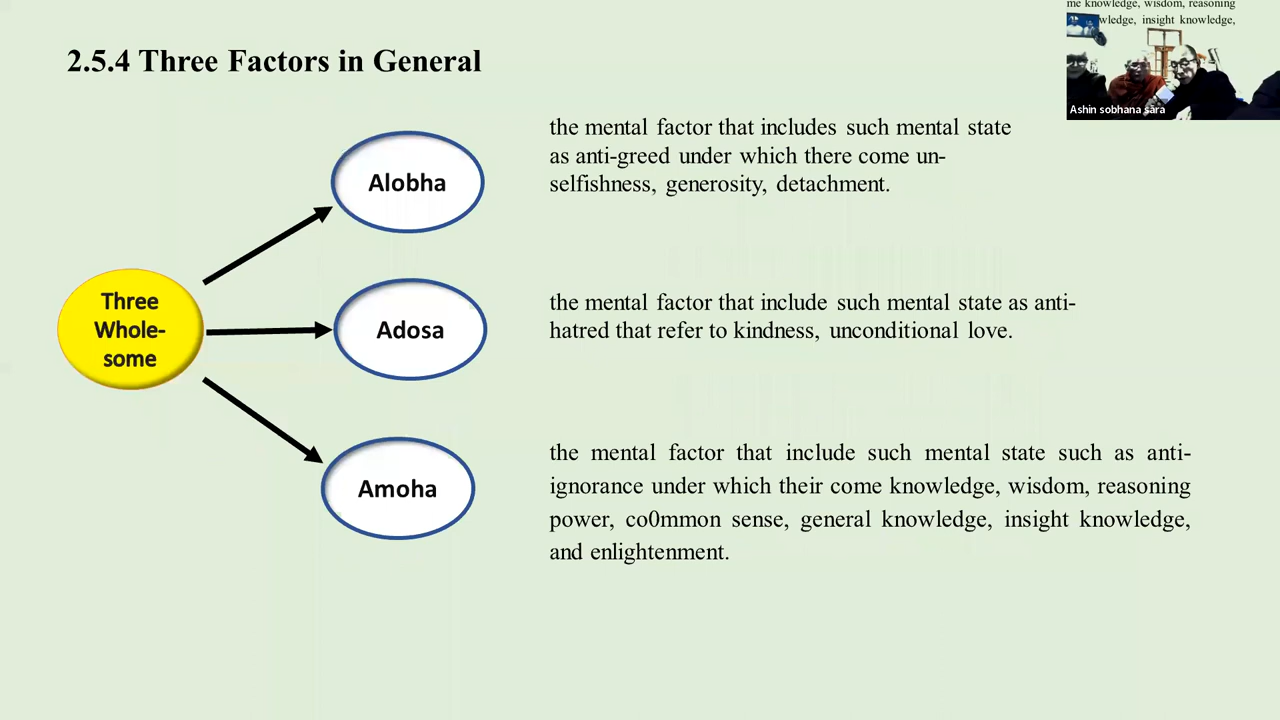 2.5.4 Three Factors in General
me knowledge, wisdom, reasoning
wledge, insight knowledge,
Ashin sobhana sāra
Alobha
the mental factor that includes such mental state
as anti-greed under which there come un-
selfishness, generosity, detachment.
Three
Whole-
some
Adosa
the mental factor that include such mental state as anti-
hatred that refer to kindness, unconditional love.
Amoha
the mental factor that include such mental state such as anti-
ignorance under which their come knowledge, wisdom, reasoning
power, co0mmon sense, general knowledge, insight knowledge,
and enlightenment.